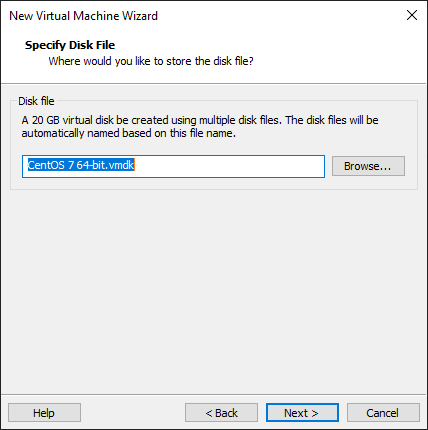 New Virtual Machine Wizard
Specify Disk File
Where would you like to store the disk file?
Disk file
A 20 GB virtual disk be created using multiple disk files. The disk files will be
automatically named based on this file name.
CentOS 7 64-bit.vmdk
Browse...
Help
< Back
Next >
Cancel